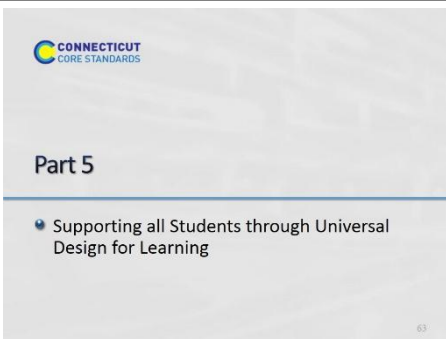 CONNECTICUT
CORE STANDARDS
Part 5
Supporting all Students through Universal
Design for Learning
63